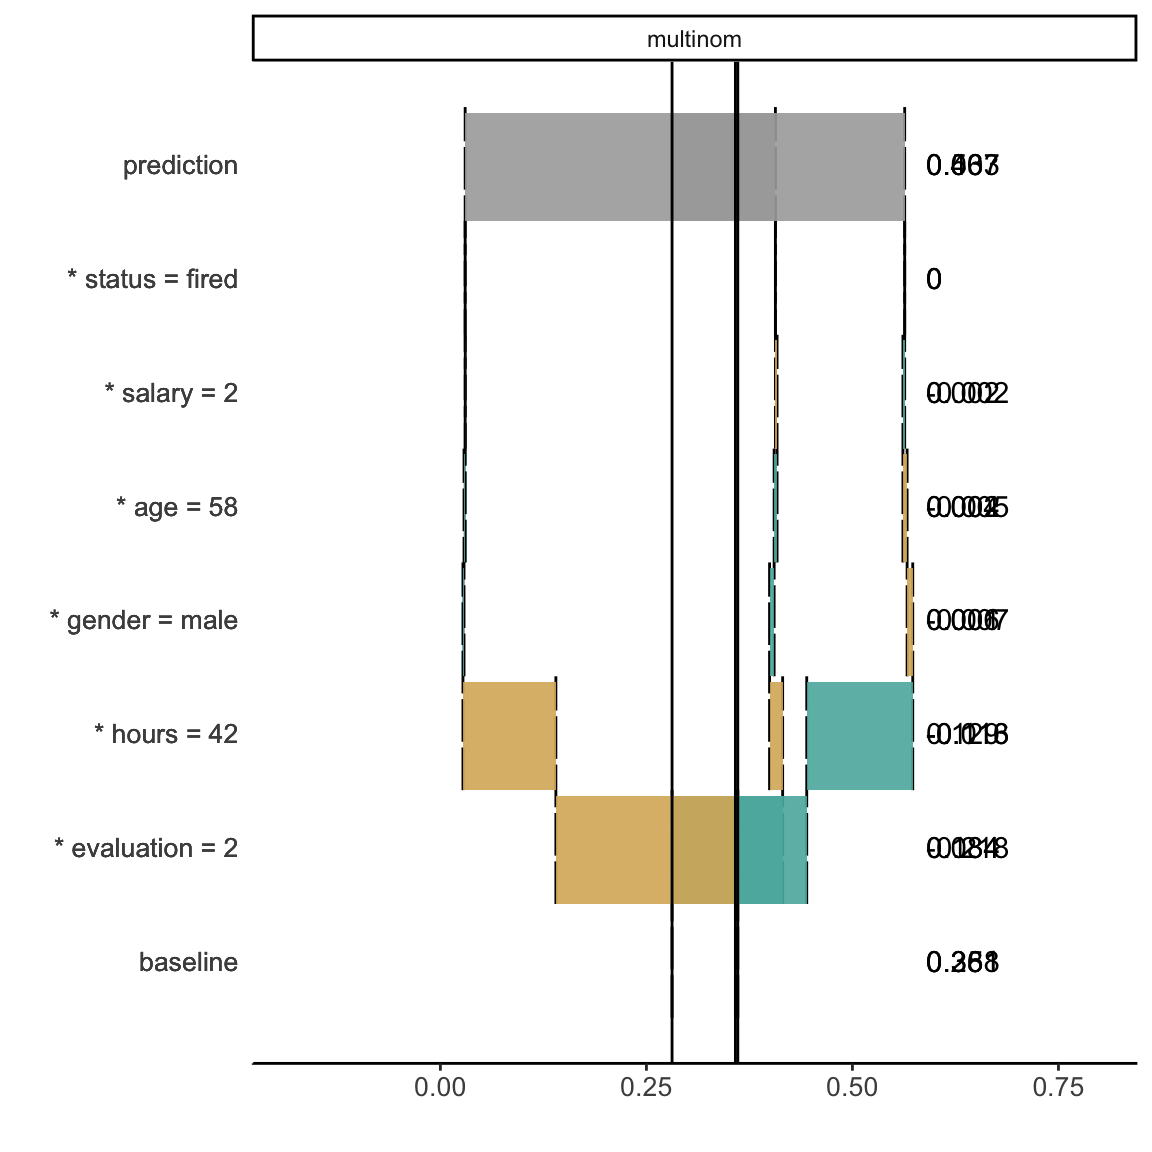 multinom
prediction
* status = fired
0
* salary = 2
* age = 58
* gender = male
* hours = 42
* evaluation = 2
baseline
0.00
0.25
0.50
0.75